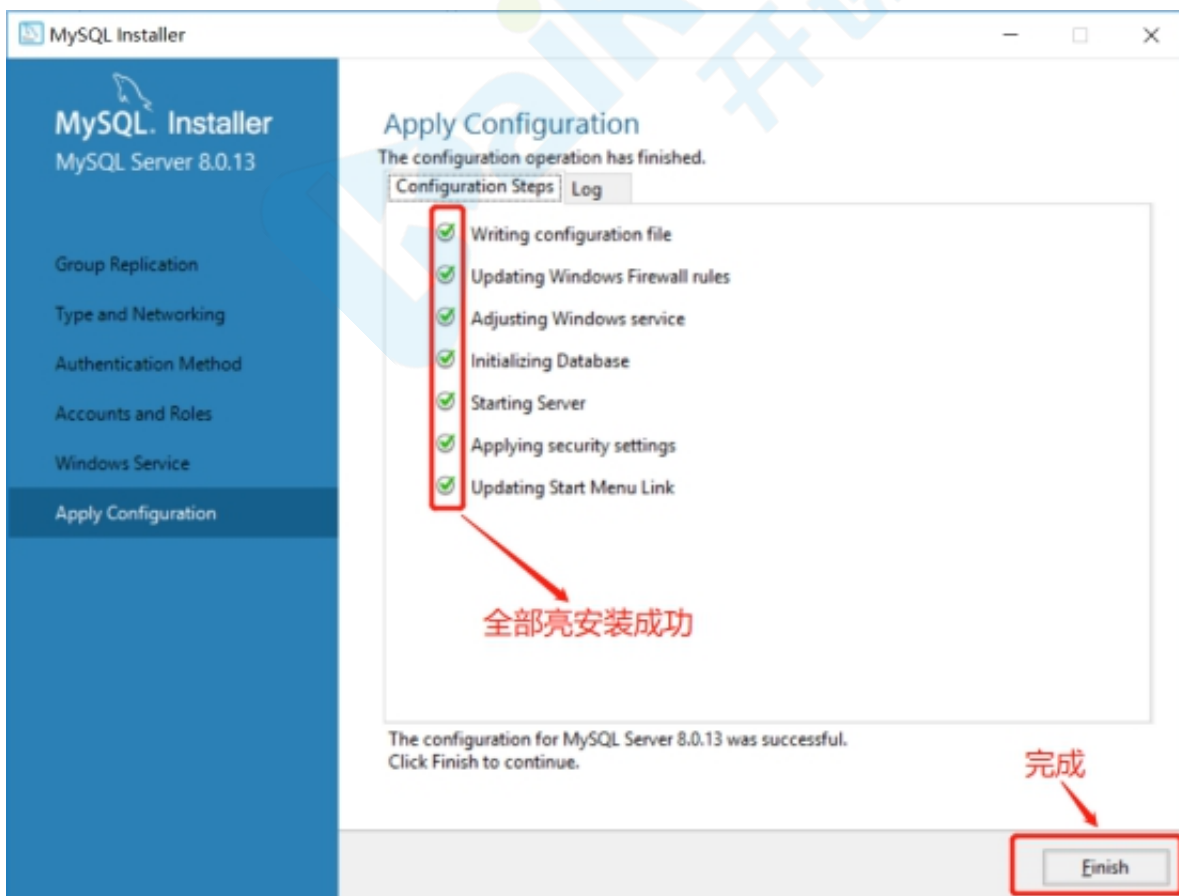 MySQL Installer
MySQL. Installer
MySQL Server 8.0.13
Group Replication
Type and Networking
Authentication Method
Accounts and Roles
Windows Service
Apply Configuration
Apply Configuration
The configuration operation has finished.
Configuration Steps
Log
Writing configuration file
Updating Windows Firewall rules
Adjusting Windows service
Initializing Database
Starting Server
Applying security settings
Updating Start Menu Link
全部亮安装成功
The configuration for MySQL Server 8.0.13 was successful.
Click Finish to continue.
完成
Finish